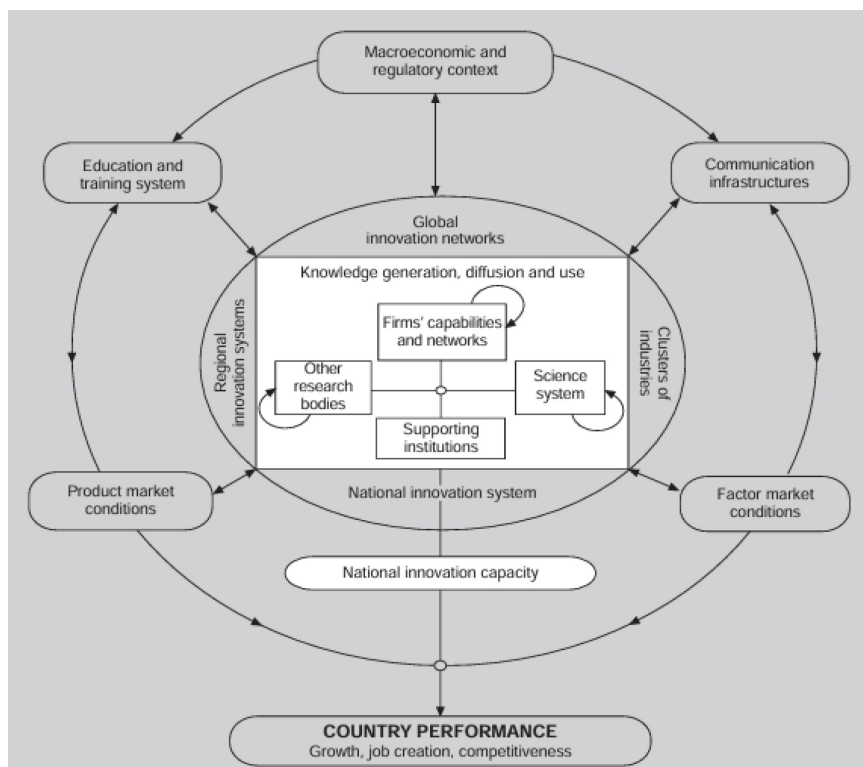 Macroeconomic and
regulatory context
Education and
training system
Communication
infrastructures
Global
innovation networks
Knowledge generation, diffusion and use
Regional
innovation systems
Firms' capabilities
and networks
Clusters of
industries
Other
research
bodies
Science
system
Supporting
institutions
Product market
conditions
National innovation system
Factor market
conditions
National innovation capacity
COUNTRY PERFORMANCE
Growth, job creation, competitiveness